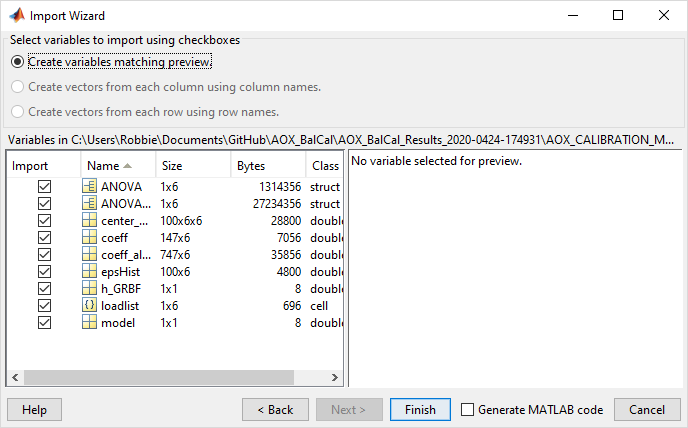 Import Wizard
Select variables to import using checkboxes
Create variables matching preview.
Create vectors from each column using column names.
Create vectors from each row using row names.
Variables in C:\Users\Robbie\Documents\GitHub\AOX_BalCal\AOX_BalCal_Results_2020-0424-174931\AOX_CALIBRATION_M...
Import Name Size Bytes Class
ANOVA 1x6 1314356 struct
ANOVA... 1x6 27234356 struct
center_... 100x6x6 28800 double
coeff 147x6 7056 double
coeff_al... 747x6 35856 double
epsHist 100x6 4800 double
h_GRBF 1x1 8 double
loadlist 1x6 696 cell
model 1x1 8 double
No variable selected for preview.
Help < Back Next > Finish Generate MATLAB code Cancel